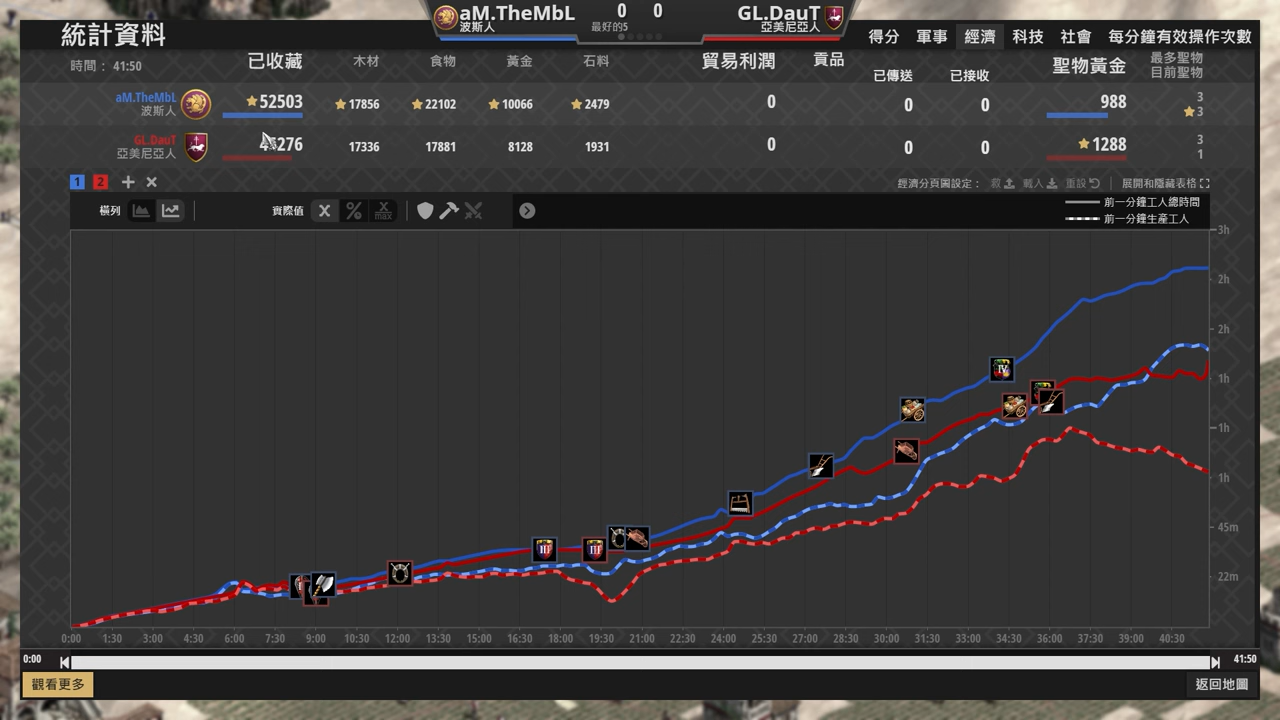 aM.TheMbL
波斯人
0 0
最好的5
GL.DauT
亞美尼亞人
統計資料
得分 軍事 經濟 科技 社會 每分鐘有效操作次數
時間： 41:50
已收藏 木材 食物 黃金 石料 貿易利潤 貢品 已傳送 已接收 聖物黃金 最多聖物 目前聖物
aM.TheMbL
波斯人
52503 17856 22102 10066 2479 0 0 0 988 3 3
GL.DauT
亞美尼亞人
276 17336 17881 8128 1931 0 0 0 1288 3 1
1 2
經濟分頁圖設定： 載入 重設 展開和隱藏表格
橫列 實際值 X % X max
前一分鐘工人總時間
前一分鐘生產工人
3h
2h
2h
1h
1h
1h
45m
22m
III III IV
0:00 1:30 3:00 4:30 6:00 7:30 9:00 10:30 12:00 13:30 15:00 16:30 18:00 19:30 21:00 22:30 24:00 25:30 27:00 28:30 30:00 31:30 33:00 34:30 36:00 37:30 39:00 40:30
0:00 41:50
觀看更多 返回地圖